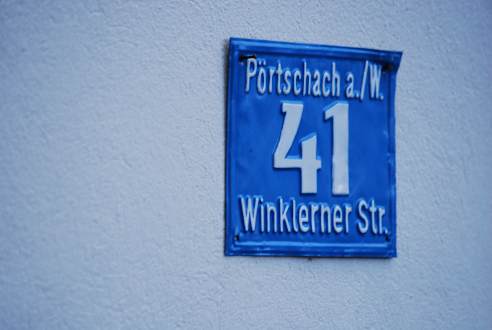 Pörtschach a./W.
41
Winklerner Str.